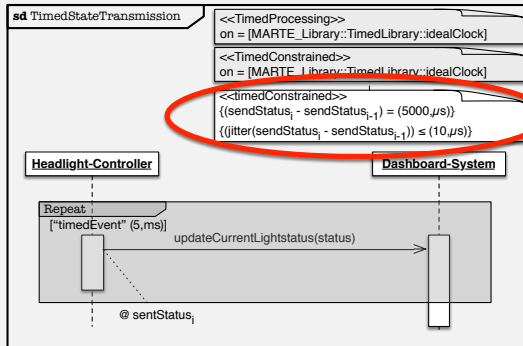 sd TimedStateTransmission
<<TimedProcessing>>
on = [MARTE_Library::TimedLibrary::idealClock]
<<TimedConstrained>>
on = [MARTE_Library::TimedLibrary::idealClock]
<<timedConstrained>>
{(sendStatusi - sendStatusi-1) = (5000,µs)}
{(jitter(sendStatusi - sendStatusi-1)) ≤ (10,µs)}
Headlight-Controller
Dashboard-System
Repeat
["timedEvent" (5,ms)]
updateCurrentLightstatus(status)
@ sentStatusi